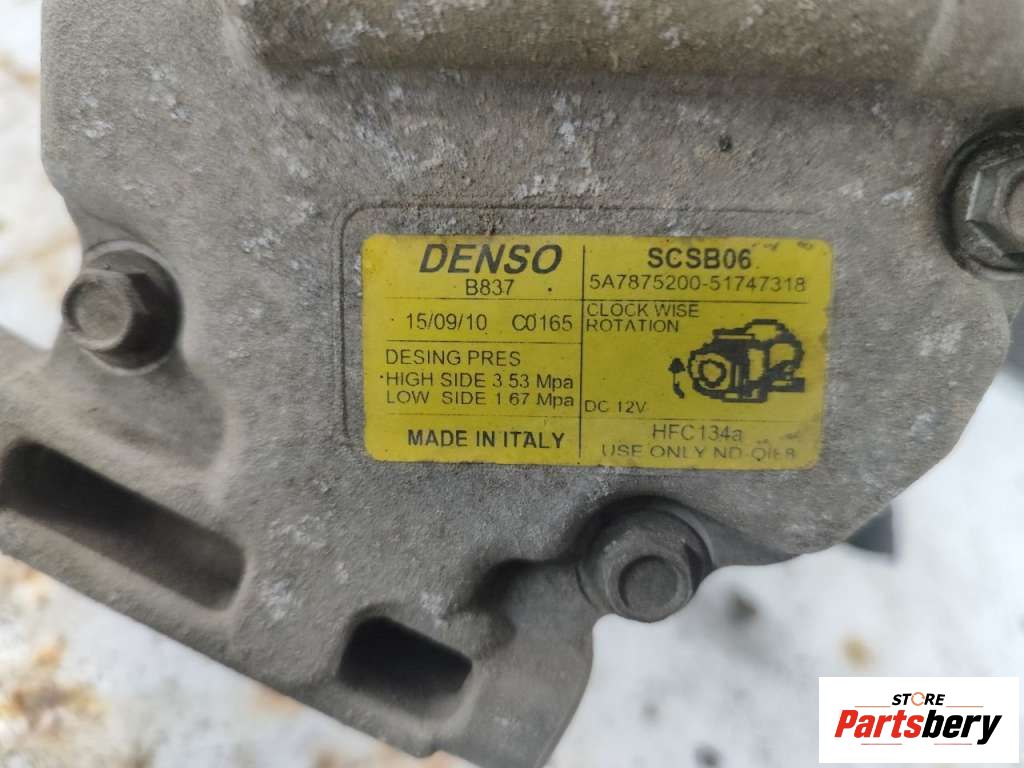 DENSO
B837
15/09/10 C0165
DESING PRES
HIGH SIDE 3.53 Mpa
LOW SIDE 1.67 Mpa
MADE IN ITALY
SCSB06
5A7875200-51747318
CLOCK WISE
ROTATION
DC 12V
HFC134a
USE ONLY ND-OIL8
STORE
Partsbery